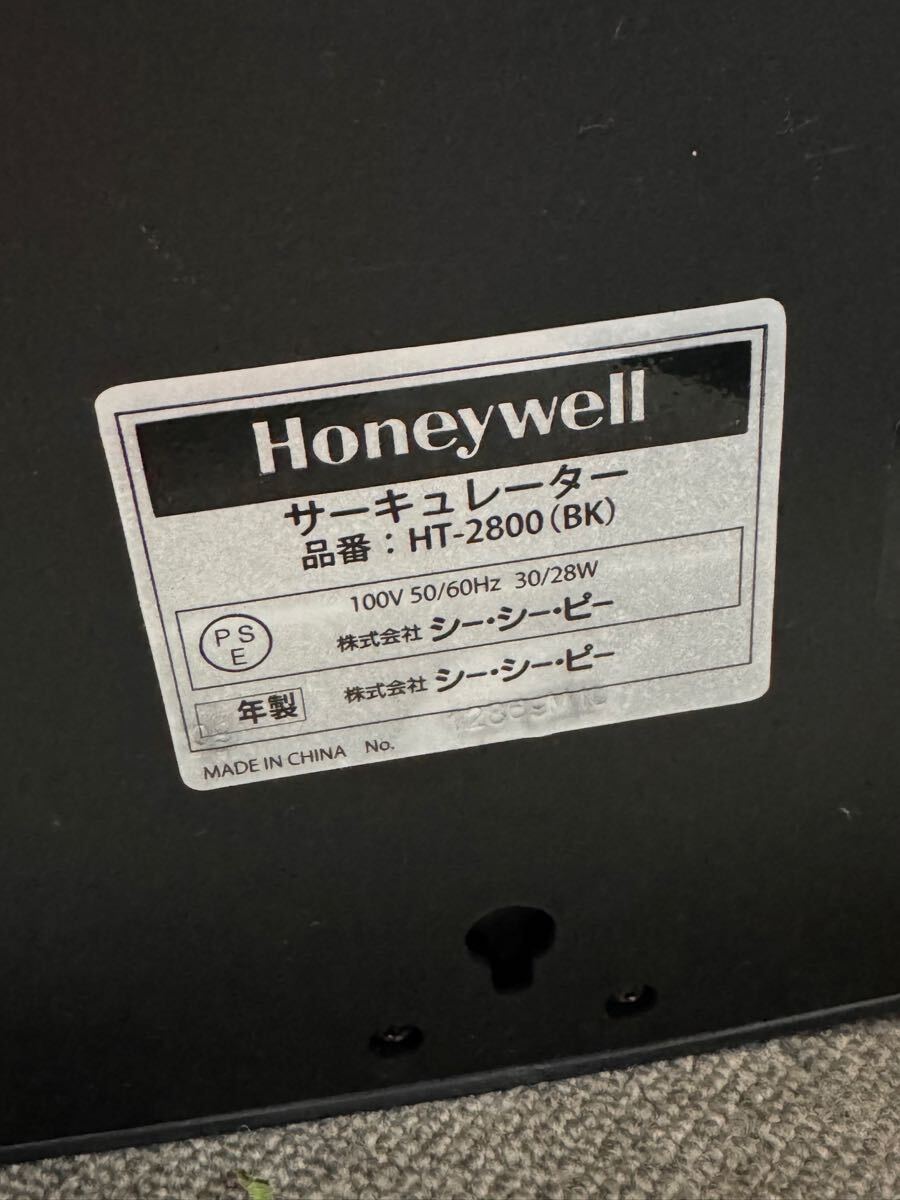 Honeywell
サーキュレーター
品番：HT-2800（BK）
100V 50/60Hz 30/28W
PS
E
株式会社 シー・シー・ピー
年製
株式会社 シー・シー・ピー
MADE IN CHINA No.